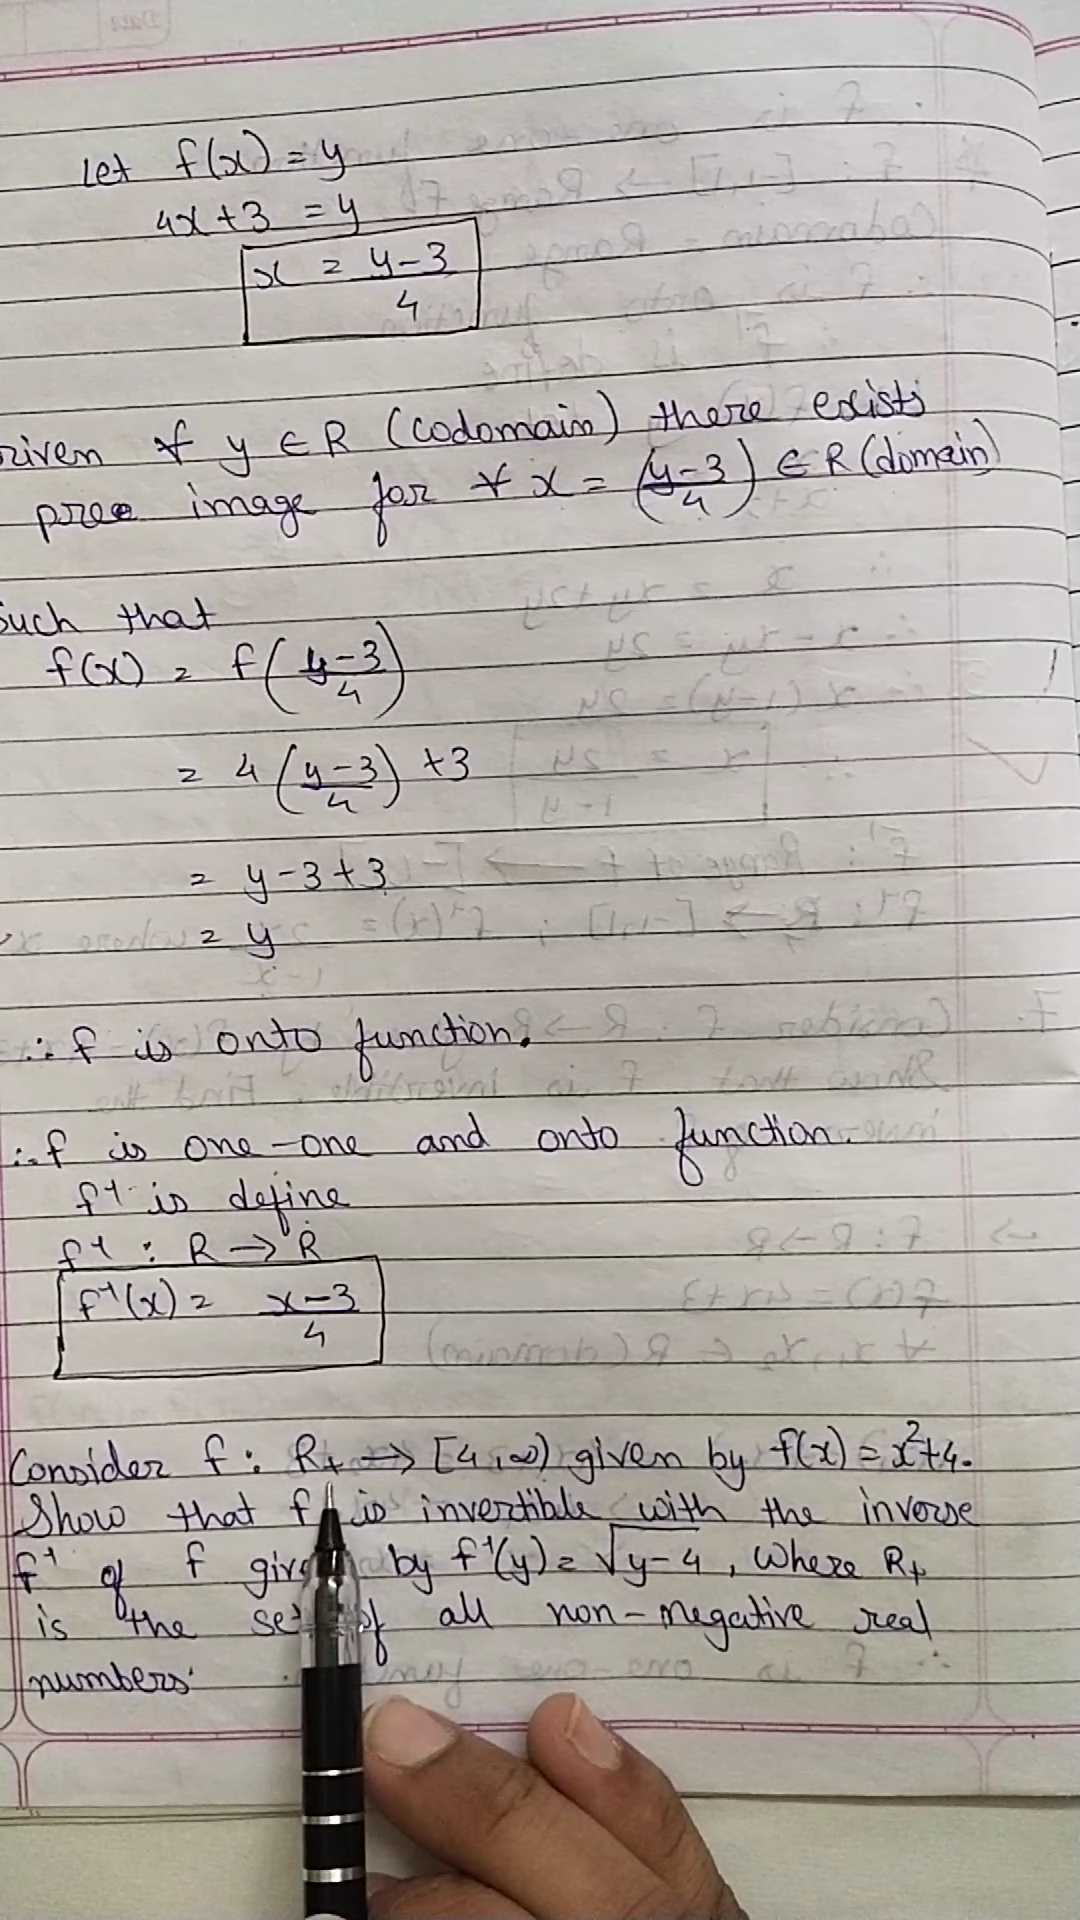 Let f(x) = y
4x+3 = y
x = y-3
4
Given ∀ y ∈ R (codomain) there exists
pree image for ∀ x = (y-3/4) ∈ R (domain)
Such that
f(x) = f(y-3/4)
= 4(y-3/4) +3
= y-3+3
= y
∴ f is onto function.
∴ f is one-one and onto function.
f⁻¹ is define
f⁻¹ : R → R
f⁻¹(x) = x-3
4
Consider f: R₊ → [4,∞) given by f(x) = x²+4.
Show that f is invertible with the inverse
f⁻¹ of f by f⁻¹(y) = √y-4, Where R₊
is the all non-negative real
numbers